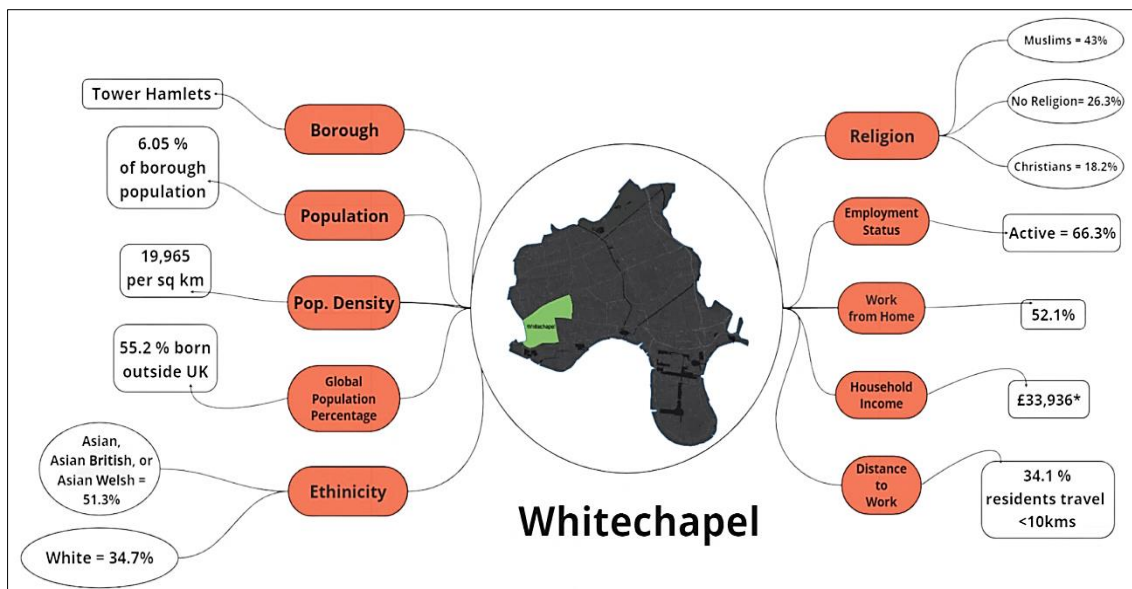 Tower Hamlets
Borough
6.05 %
of borough
population
Population
19,965
per sq km
Pop. Density
55.2 % born
outside UK
Global
Population
Percentage
Asian,
Asian British, or
Asian Welsh =
51.3%
White = 34.7%
Ethinicity
Whitechapel
Whitechapel
Religion
Muslims = 43%
No Religion= 26.3%
Christians = 18.2%
Employment
Status
Active = 66.3%
Work
from Home
52.1%
Household
Income
£33,936*
Distance
to
Work
34.1 %
residents travel
<10kms